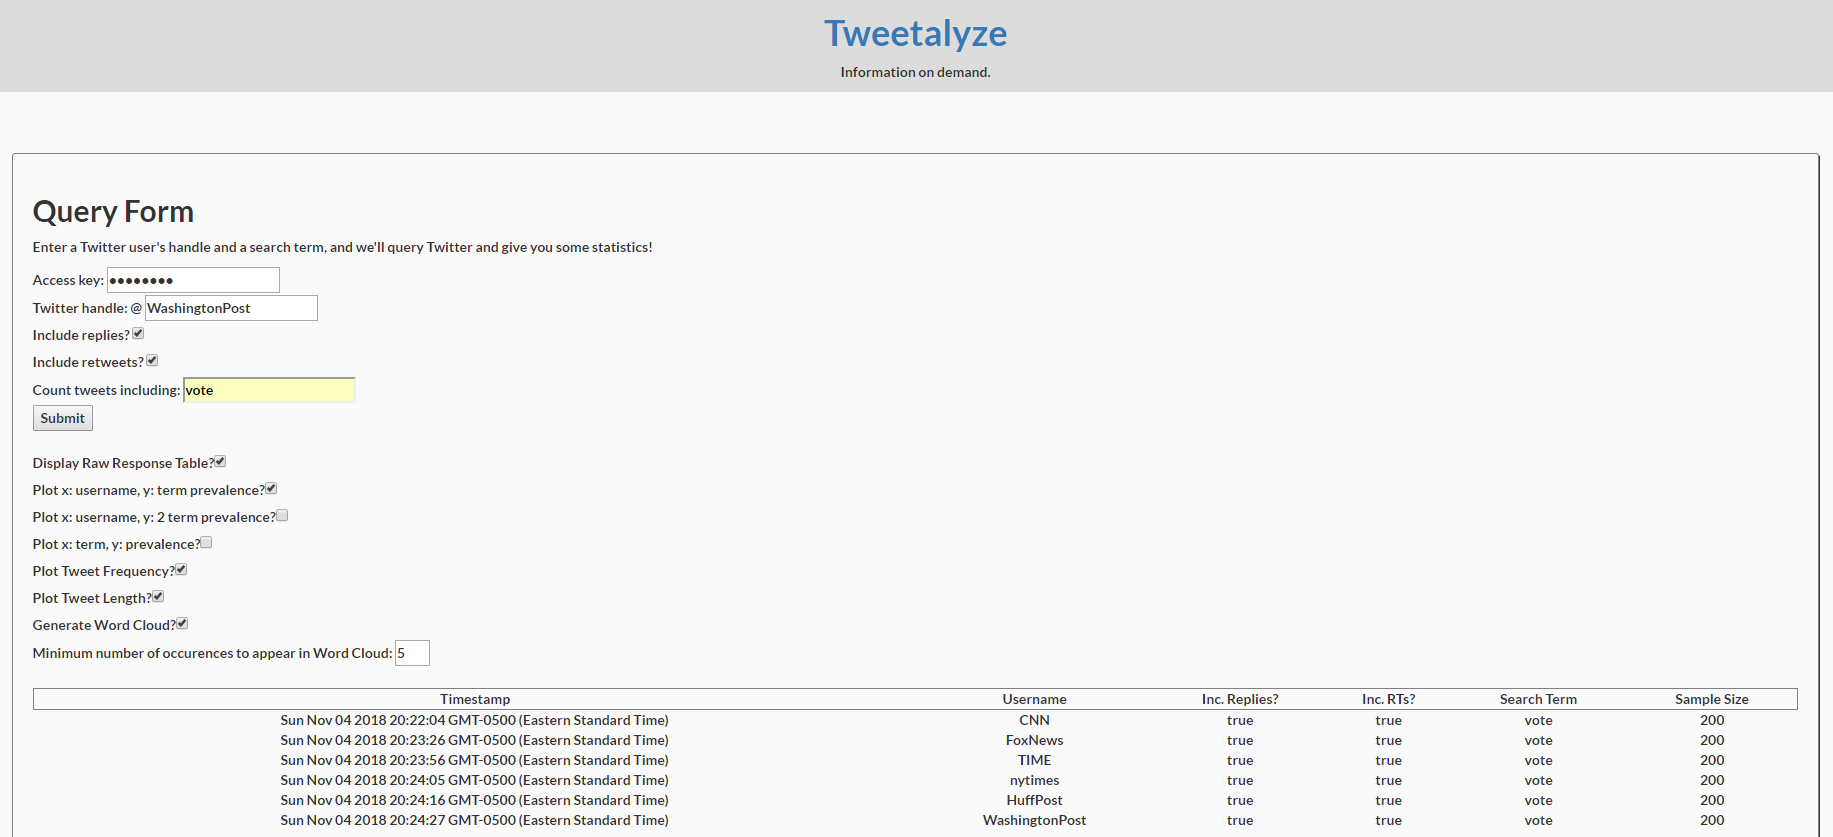 Tweetalyze
Information on demand.
Query Form
Enter a Twitter user's handle and a search term, and we'll query Twitter and give you some statistics!
Access key: ••••••••
Twitter handle: @ WashingtonPost
Include replies?
Include retweets?
Count tweets including: vote
Submit
Display Raw Response Table?
Plot x: username, y: term prevalence?
Plot x: username, y: 2 term prevalence?
Plot x: term, y: prevalence?
Plot Tweet Frequency?
Plot Tweet Length?
Generate Word Cloud?
Minimum number of occurences to appear in Word Cloud: 5
Timestamp Username Inc. Replies? Inc. RTs? Search Term Sample Size
Sun Nov 04 2018 20:22:04 GMT-0500 (Eastern Standard Time) CNN true true vote 200
Sun Nov 04 2018 20:23:26 GMT-0500 (Eastern Standard Time) FoxNews true true vote 200
Sun Nov 04 2018 20:23:56 GMT-0500 (Eastern Standard Time) TIME true true vote 200
Sun Nov 04 2018 20:24:05 GMT-0500 (Eastern Standard Time) nytimes true true vote 200
Sun Nov 04 2018 20:24:16 GMT-0500 (Eastern Standard Time) HuffPost true true vote 200
Sun Nov 04 2018 20:24:27 GMT-0500 (Eastern Standard Time) WashingtonPost true true vote 200